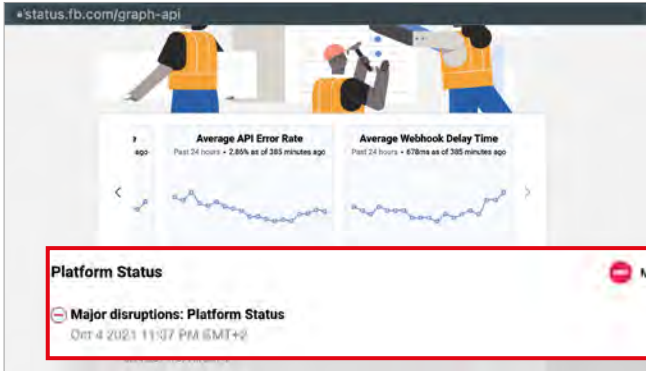 status.fb.com/graph-api
ago
Average API Error Rate
Past 24 hours • 2.86% as of 385 minutes ago
Average Webhook Delay Time
Past 24 hours • 678ms as of 385 minutes ago
Platform Status
M
Major disruptions: Platform Status
4 2021 11:37 PM GMT+2